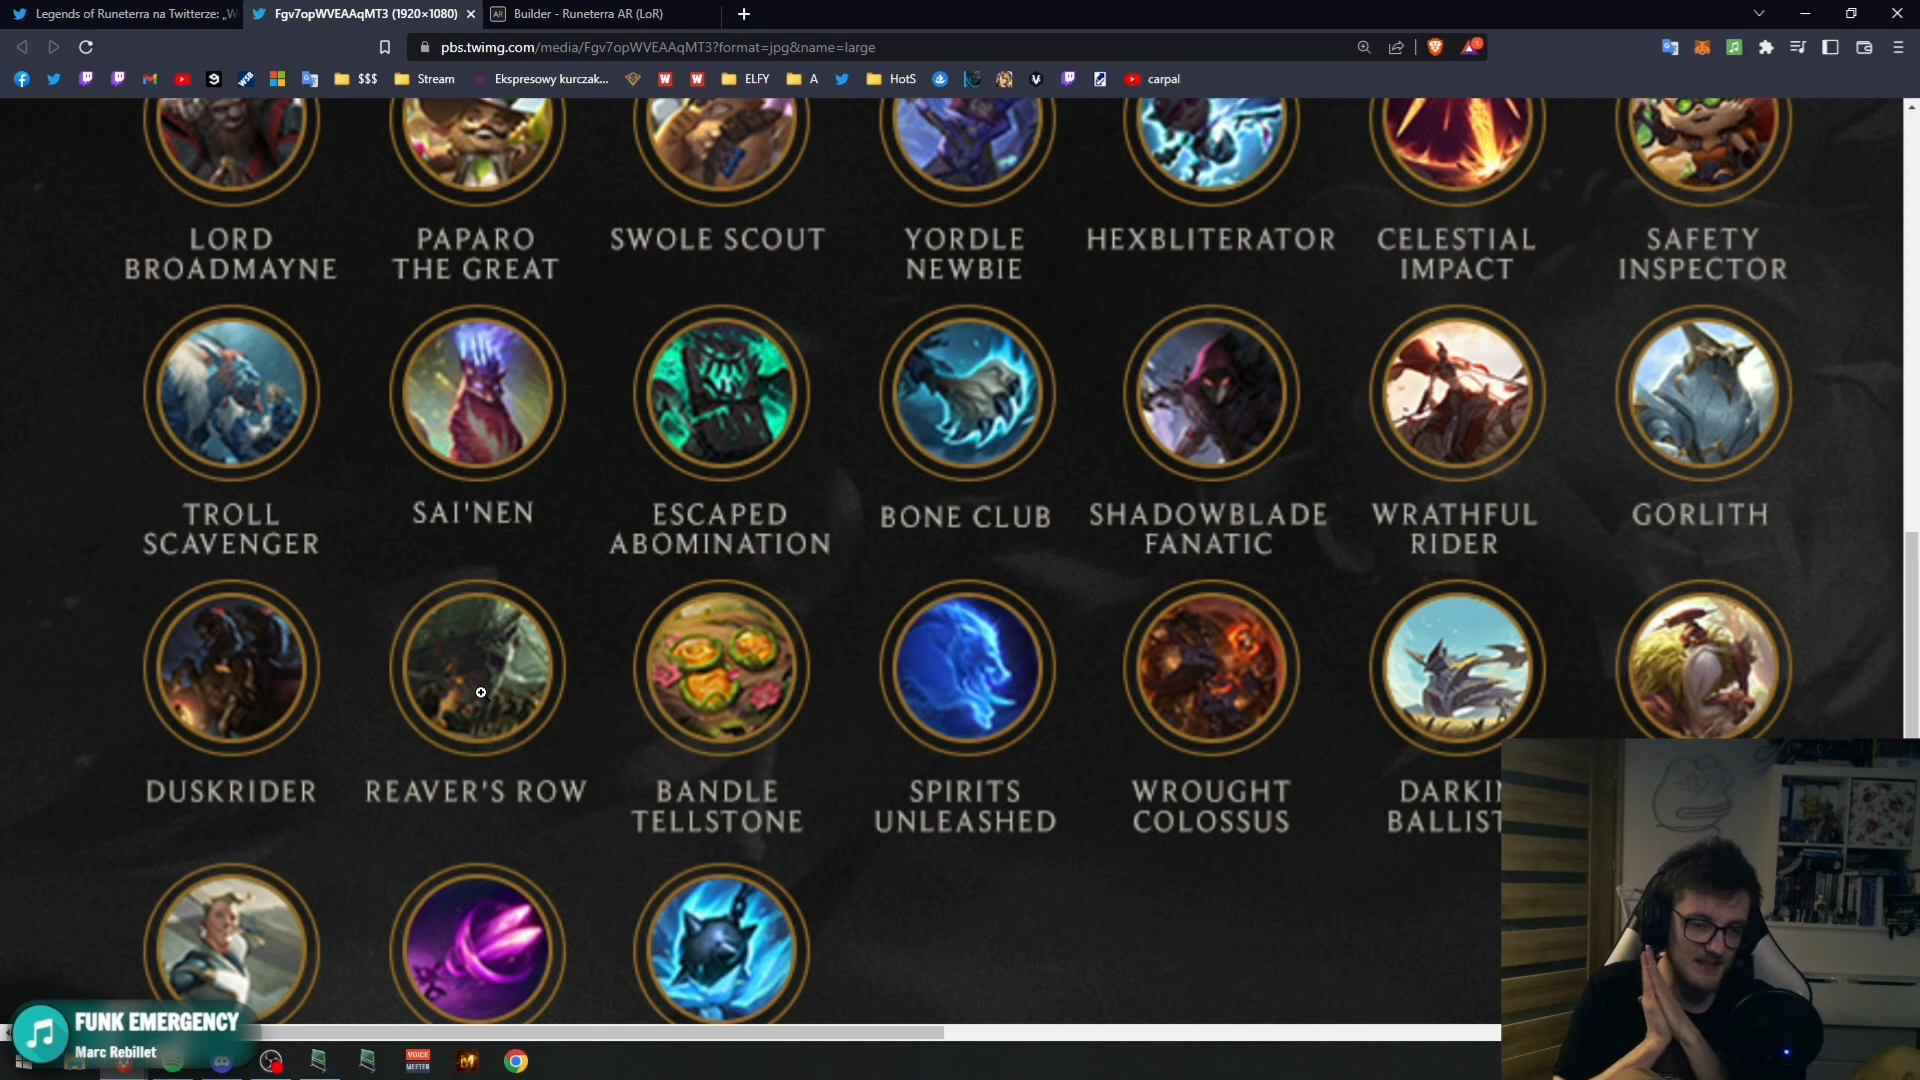 Legends of Runeterra na Twitterze: „W
Fgv7opWVEAAqMT3 (1920×1080)
Builder - Runeterra AR (LoR)
pbs.twimg.com/media/Fgv7opWVEAAqMT3?format=jpg&name=large
$$$
Stream
Ekspresowy kurczak...
ELFY
A
HotS
carpal
LORD BROADMAYNE
PAPARO THE GREAT
SWOLE SCOUT
YORDLE NEWBIE
HEXBLITERATOR
CELESTIAL IMPACT
SAFETY INSPECTOR
TROLL SCAVENGER
SAI'NEN
ESCAPED ABOMINATION
BONE CLUB
SHADOWBLADE FANATIC
WRATHFUL RIDER
GORLITH
DUSKRIDER
REAVER'S ROW
BANDLE TELLSTONE
SPIRITS UNLEASHED
WROUGHT COLOSSUS
DARKI
BALLIST
FUNK EMERGENCY
Marc Rebillet
VOICE
MEETER